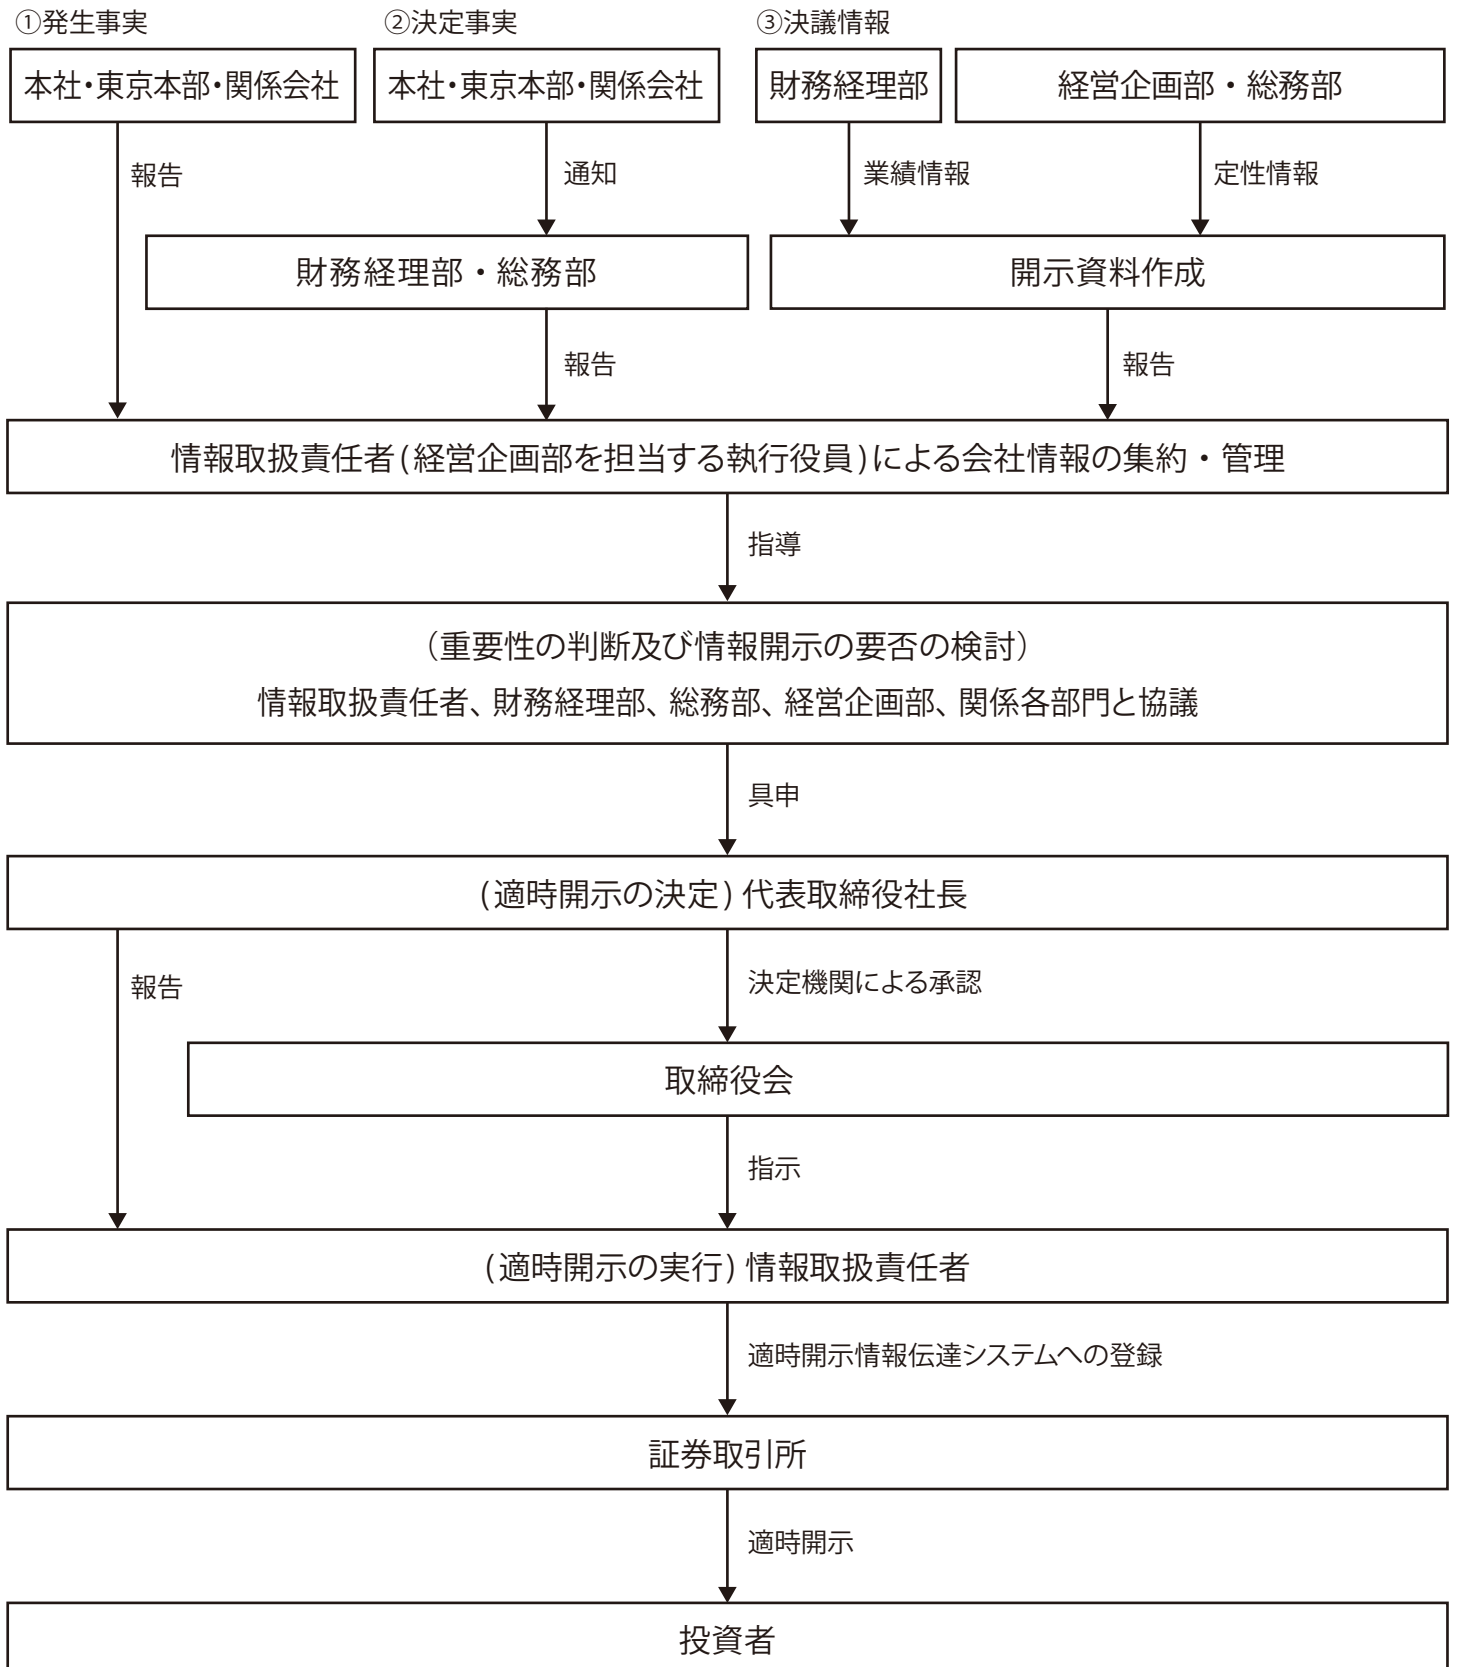 ①発生事実
②決定事実
③決議情報
本社・東京本部・関係会社
本社・東京本部・関係会社
財務経理部
経営企画部・総務部
報告
通知
業績情報
定性情報
財務経理部・総務部
開示資料作成
報告
報告
情報取扱責任者(経営企画部を担当する執行役員)による会社情報の集約・管理
指導
（重要性の判断及び情報開示の要否の検討）
情報取扱責任者、財務経理部、総務部、経営企画部、関係各部門と協議
具申
(適時開示の決定)代表取締役社長
報告
決定機関による承認
取締役会
指示
(適時開示の実行)情報取扱責任者
適時開示情報伝達システムへの登録
証券取引所
適時開示
投資者